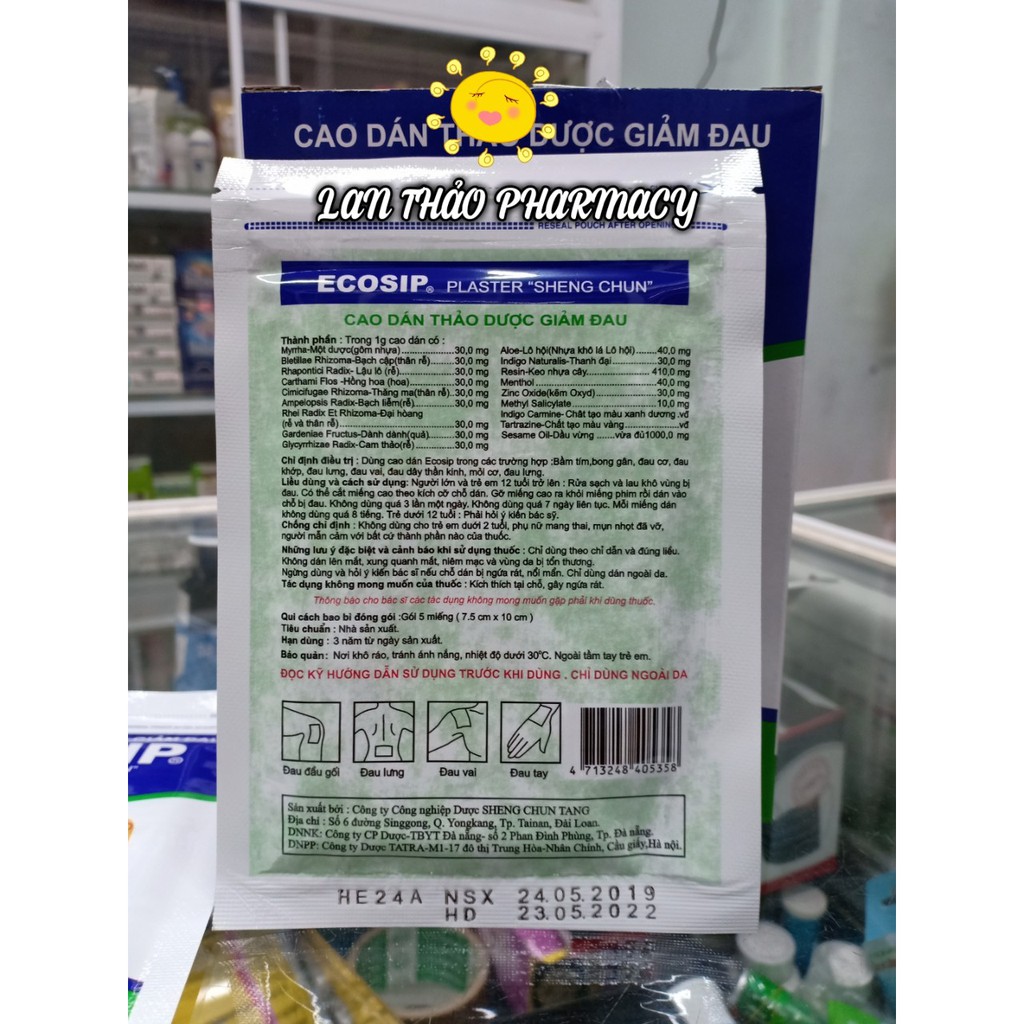 CAO DÁN THẢO DƯỢC GIẢM ĐAU
LAN THẢO PHARMACY
RESEAL POUCH AFTER OPENING
ECOSIP® PLASTER "SHENG CHUN"
CAO DÁN THẢO DƯỢC GIẢM ĐAU
Thành phần : Trong 1g cao dán có :
Myrrha-Một dược(gôm nhựa)...................30,0 mg
Bletillae Rhizoma-Bạch cập(thân rễ)..........30,0 mg
Rhapontici Radix- Lậu lô (rễ)....................30,0 mg
Carthami Flos -Hồng hoa (hoa)................30,0 mg
Cimicifugae Rhizoma-Thăng ma(thân rễ)..30,0 mg
Ampelopsis Radix-Bạch liễm(rễ)...............30,0 mg
Rhei Radix Et Rhizoma-Đại hoàng
(rễ và thân rễ)....................................30,0 mg
Gardeniae Fructus-Dành dành(quả)..........30,0 mg
Glycyrrhizae Radix-Cam thảo(rễ)..............30,0 mg
Aloe-Lô hội(Nhựa khô lá Lô hội).......40,0 mg
Indigo Naturalis-Thanh đại................30,0 mg
Resin-Keo nhựa cây......................410,0 mg
Menthol.......................................40,0 mg
Zinc Oxide(kẽm Oxyd)....................30,0mg
Methyl Salicylate...........................10,0 mg
Indigo Carmine- Chất tạo màu xanh dương .vđ
Tartrazine-Chất tạo màu vàng...............vđ
Sesame Oil-Dầu vừng ......vừa đủ1000,0 mg
Chỉ định điều trị : Dùng cao dán Ecosip trong các trường hợp :Bầm tím,bong gân, đau cơ, đau
khớp, đau lưng, đau vai, đau dây thần kinh, mỏi cơ, đau lưng.
Liều dùng và cách sử dụng: Người lớn và trẻ em 12 tuổi trở lên : Rửa sạch và lau khô vùng bị
đau. Có thể cắt miếng cao theo kích cỡ chỗ dán. Gỡ miếng cao ra khỏi miếng phim rồi dán vào
chỗ bị đau. Không dùng quá 3 lần một ngày. Không dùng quá 7 ngày liên tục. Mỗi miếng dán
không dùng quá 8 tiếng. Trẻ dưới 12 tuổi : Phải hỏi ý kiến bác sỹ.
Chống chỉ định : Không dùng cho trẻ em dưới 2 tuổi, phụ nữ mang thai, mụn nhọt đã vỡ,
người mẫn cảm với bất cứ thành phần nào của thuốc.
Những lưu ý đặc biệt và cảnh báo khi sử dụng thuốc : Chỉ dùng theo chỉ dẫn và đúng liều.
Không dán lên mắt, xung quanh mắt, niêm mạc và vùng da bị tổn thương.
Ngừng dùng và hỏi ý kiến bác sĩ nếu chỗ dán bị ngứa rát, nổi mẩn. Chỉ dùng dán ngoài da.
Tác dụng không mong muốn của thuốc : Kích thích tại chỗ, gây ngứa rát.
Thông báo cho bác sĩ các tác dụng không mong muốn gặp phải khi dùng thuốc.
Qui cách bao bì đóng gói :Gói 5 miếng ( 7.5 cm x 10 cm )
Tiêu chuẩn : Nhà sản xuất.
Hạn dùng : 3 năm từ ngày sản xuất.
Bảo quản: Nơi khô ráo, tránh ánh nắng, nhiệt độ dưới 30°C. Ngoài tầm tay trẻ em.
ĐỌC KỸ HƯỚNG DẪN SỬ DỤNG TRƯỚC KHI DÙNG . CHỈ DÙNG NGOÀI DA
Đau đầu gối Đau lưng Đau vai Đau tay
4 713248 405358
Sản xuất bởi : Công ty Công nghiệp Dược SHENG CHUN TANG
Địa chỉ : Số 6 đường Singgong, Q. Yongkang, Tp. Tainan, Đài Loan.
DNNK: Công ty CP Dược-TBYT Đà nẵng- số 2 Phan Đình Phùng, Tp. Đà nẵng.
DNPP: Công ty Dược TATRA-M1-17 đô thị Trung Hòa-Nhân Chính, Cầu giấy,Hà nội.
HE24A NSX 24.05.2019
HD 23.05.2022
IP®